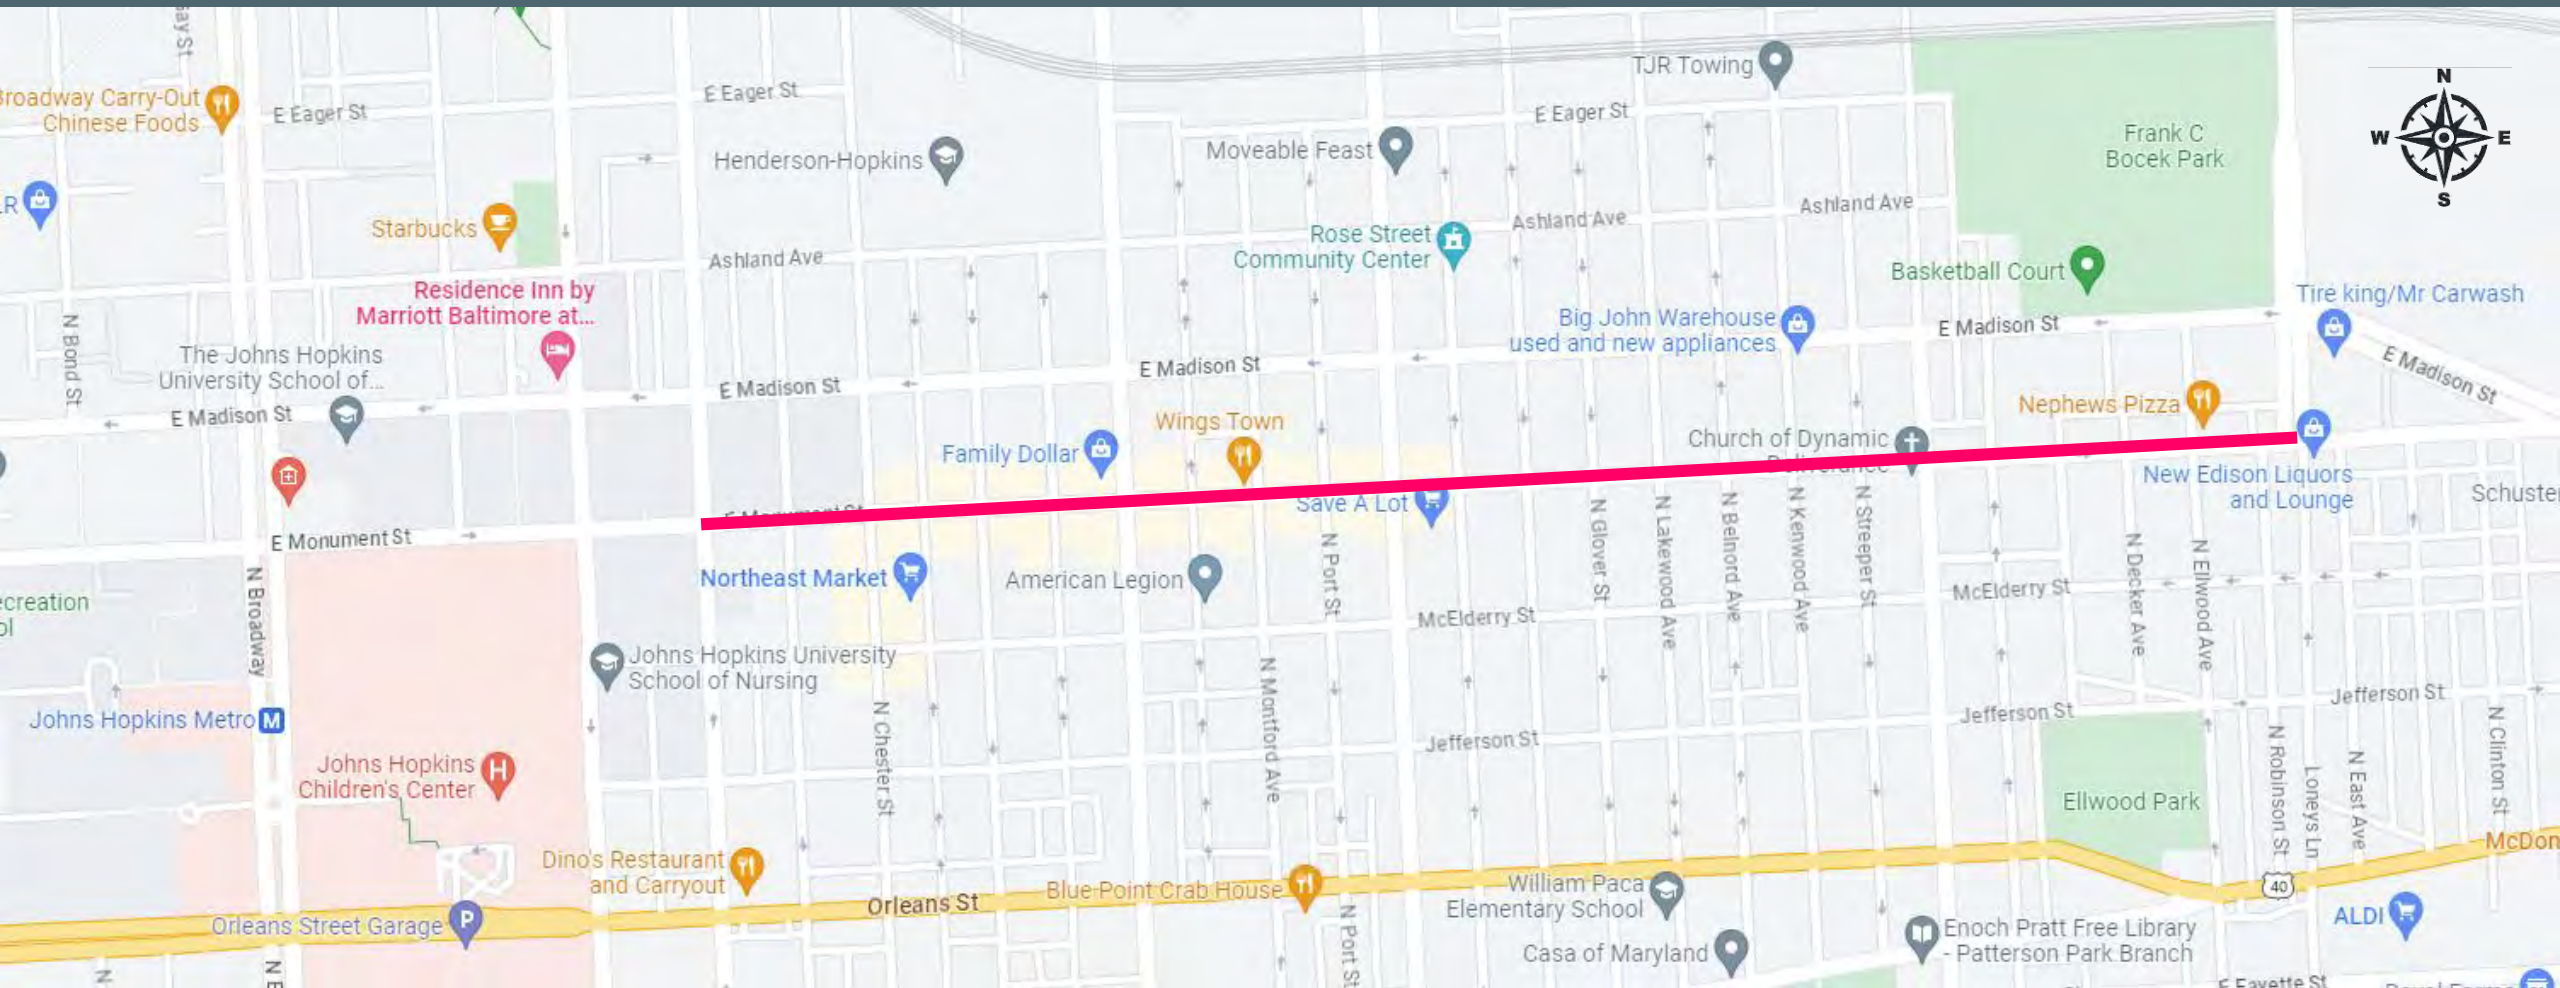 E Eager St
E Eager St
E Eager St
TJR Towing
N
W
E
S
Frank C
Bocek Park
Broadway Carry-Out
Chinese Foods
Henderson-Hopkins
Moveable Feast
Starbucks
Ashland Ave
Ashland Ave
Ashland Ave
Rose Street
Community Center
Basketball Court
Residence Inn by
Marriott Baltimore at...
Tire king/Mr Carwash
Big John Warehouse
used and new appliances
E Madison St
E Madison St
N Bond St
The Johns Hopkins
University School of...
E Madison St
E Madison St
E Madison St
Nephews Pizza
Wings Town
Family Dollar
Church of Dynamic
Deliverance
New Edison Liquors
and Lounge
Save A Lot
E Monument St
E Monument St
N Glover St
N Lakewood Ave
N Belnord Ave
N Kenwood Ave
N Streeper St
N Port St
N Decker Ave
N Ellwood Ave
N Broadway
Northeast Market
American Legion
McElderry St
McElderry St
Johns Hopkins University
School of Nursing
N Montford Ave
N Chester St
Johns Hopkins Metro
M
Jefferson St
Jefferson St
Jefferson St
N Robinson St
Loneys Ln
N East Ave
N Clinton St
Johns Hopkins
Children's Center
H
Ellwood Park
Dino's Restaurant
and Carryout
Blue Point Crab House
Orleans St
William Paca
Elementary School
40
McDon
ALDI
Orleans Street Garage
P
N Port St
Casa of Maryland
Enoch Pratt Free Library
- Patterson Park Branch
E Fayette St